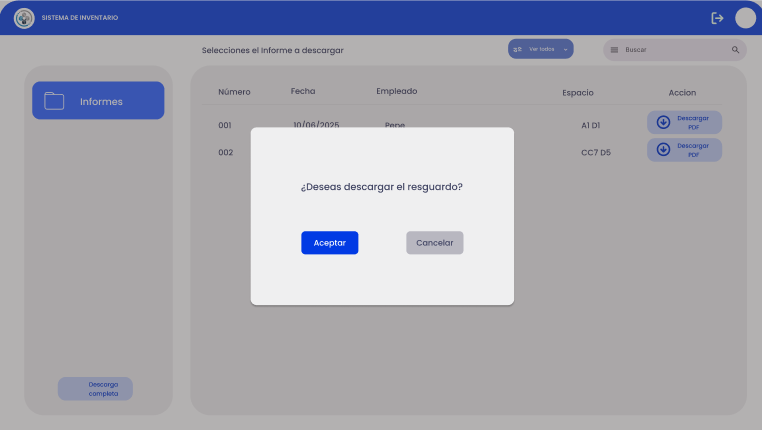 SISTEMA DE INVENTARIO
Selecciones el Informe a descargar
Ver todos
Buscar
Informes
Número Fecha Empleado Espacio Accion
001 10/06/2025 Pepe A1 D1 Descargar PDF
002 CC7 D5 Descargar PDF
¿Deseas descargar el resguardo?
Aceptar Cancelar
Descarga
completa